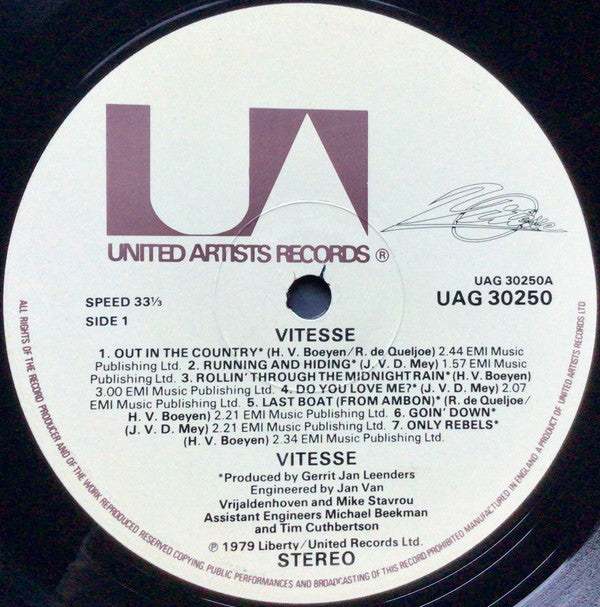 UA
UNITED ARTISTS RECORDS ®
UAG 30250A
SPEED 33⅓
UAG 30250
SIDE 1
VITESSE
1. OUT IN THE COUNTRY* (H. V. Boeyen/R. de Queljoe) 2.44 EMI Music
Publishing Ltd. 2. RUNNING AND HIDING* (J. V. D. Mey) 1.57 EMI Music
Publishing Ltd. 3. ROLLIN' THROUGH THE MIDNIGHT RAIN* (H. V. Boeyen)
3.00 EMI Music Publishing Ltd. 4. DO YOU LOVE ME?* (J. V. D. Mey) 2.07
EMI Music Publishing Ltd. 5. LAST BOAT (FROM AMBON)* (R. de Queljoe/
H. V. Boeyen) 2.21 EMI Music Publishing Ltd. 6. GOIN' DOWN*
(J. V. D. Mey) 2.21 EMI Music Publishing Ltd. 7. ONLY REBELS*
(H. V. Boeyen) 2.34 EMI Music Publishing Ltd.
VITESSE
*Produced by Gerrit Jan Leenders
Engineered by Jan Van
Vrijaldenhoven and Mike Stavrou
Assistant Engineers Michael Beekman
and Tim Cuthbertson
℗ 1979 Liberty/United Records Ltd.
STEREO
ALL RIGHTS OF THE RECORD PRODUCER AND OF THE WORK REPRODUCED RESERVED COPYING, PUBLIC PERFORMANCES AND BROADCASTING OF THIS RECORD PROHIBITED MANUFACTURED IN ENGLAND A PRODUCT OF UNITED RECORDS LTD.